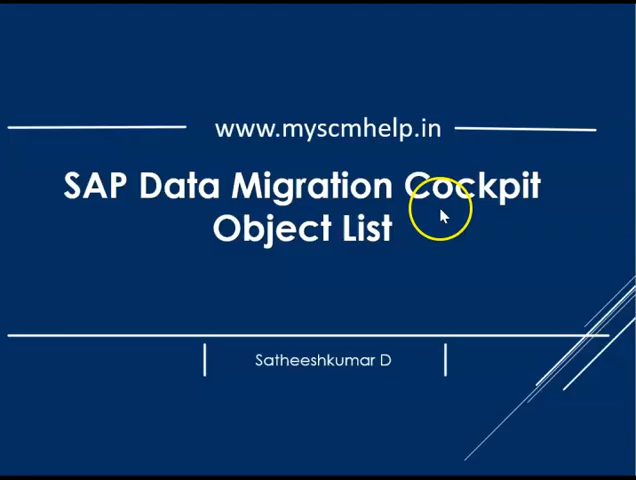 www.myscmhelp.in
SAP Data Migration Cockpit
Object List
Satheeshkumar D